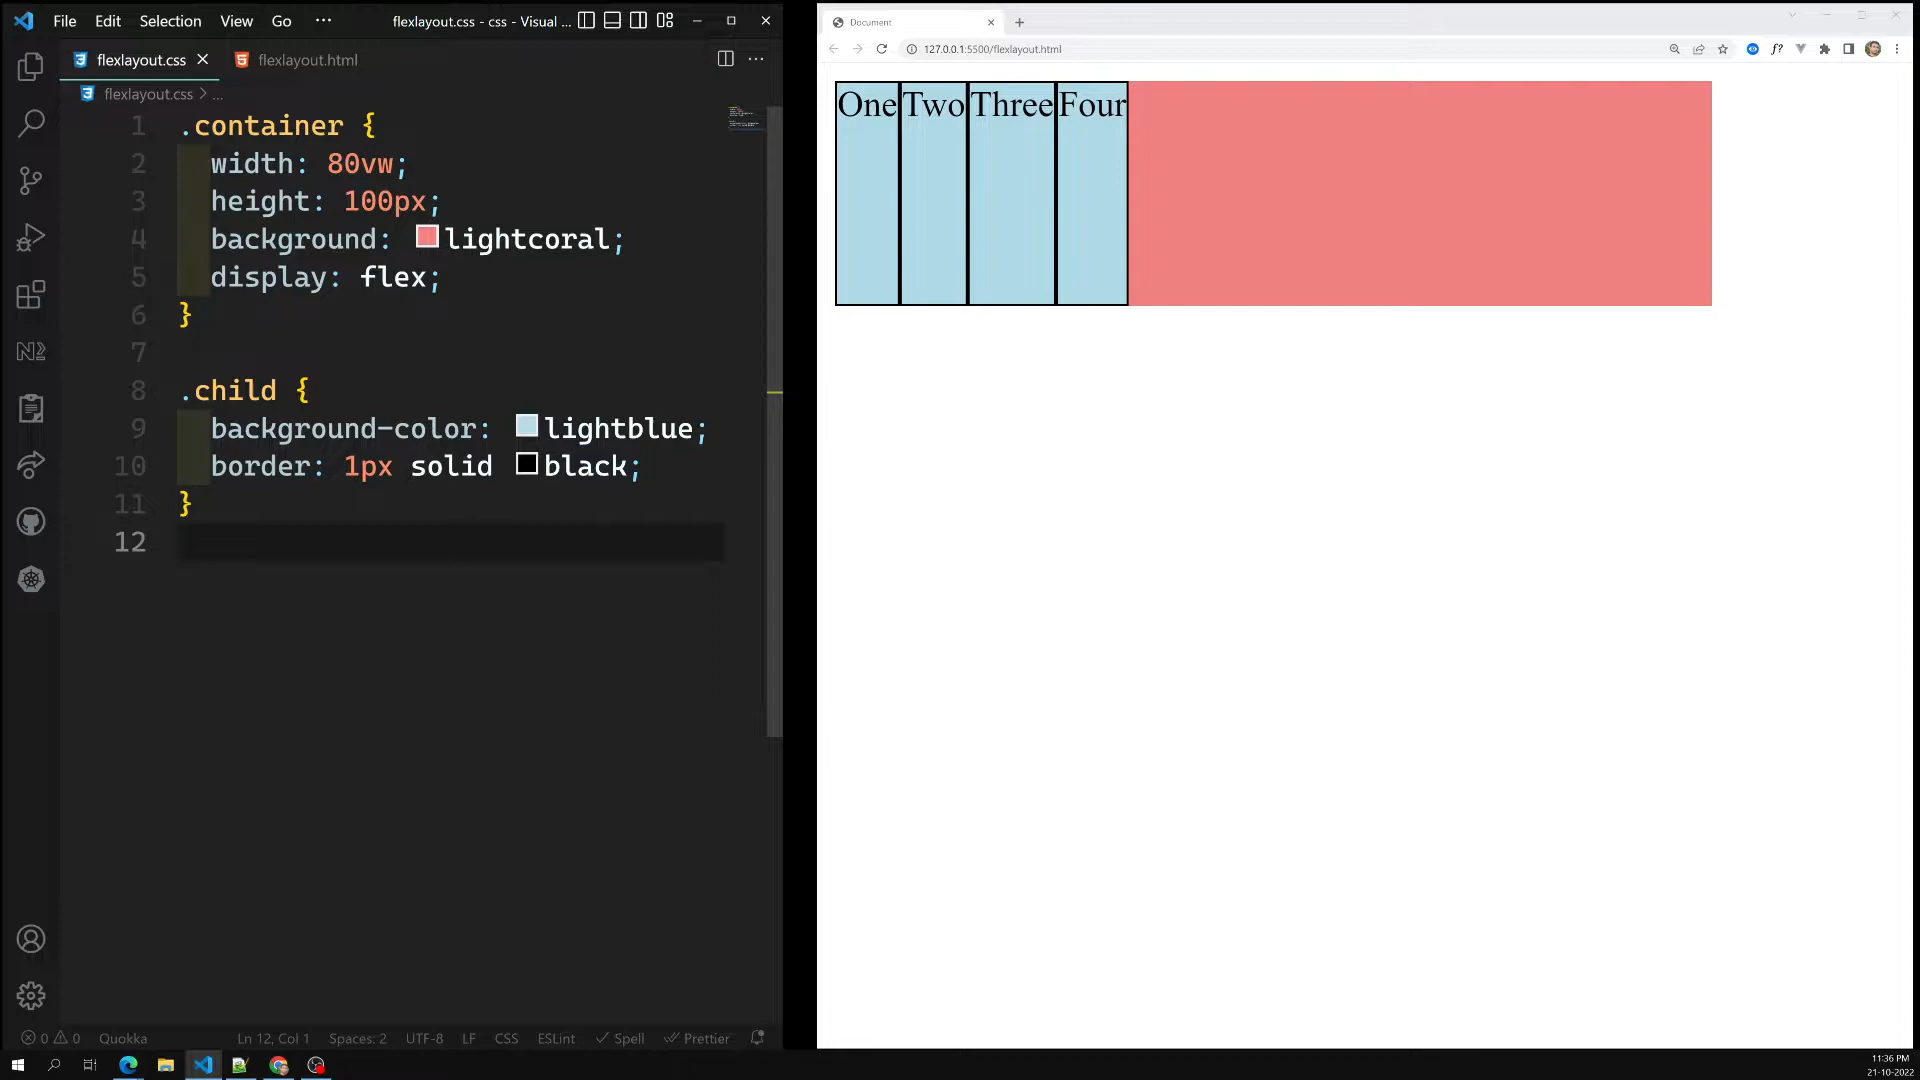 File Edit Selection View Go ··· flexlayout.css - css - Visual ...
flexlayout.css flexlayout.html
flexlayout.css > ...
1 .container {
2 width: 80vw;
3 height: 100px;
4 background: lightcoral;
5 display: flex;
6 }
7
8 .child {
9 background-color: lightblue;
10 border: 1px solid black;
11 }
12
0 0 Quokka Ln 12, Col 1 Spaces: 2 UTF-8 LF CSS ESLint Spell Prettier
Document
127.0.0.1:5500/flexlayout.html
One Two Three Four
11:36 PM
21-10-2022